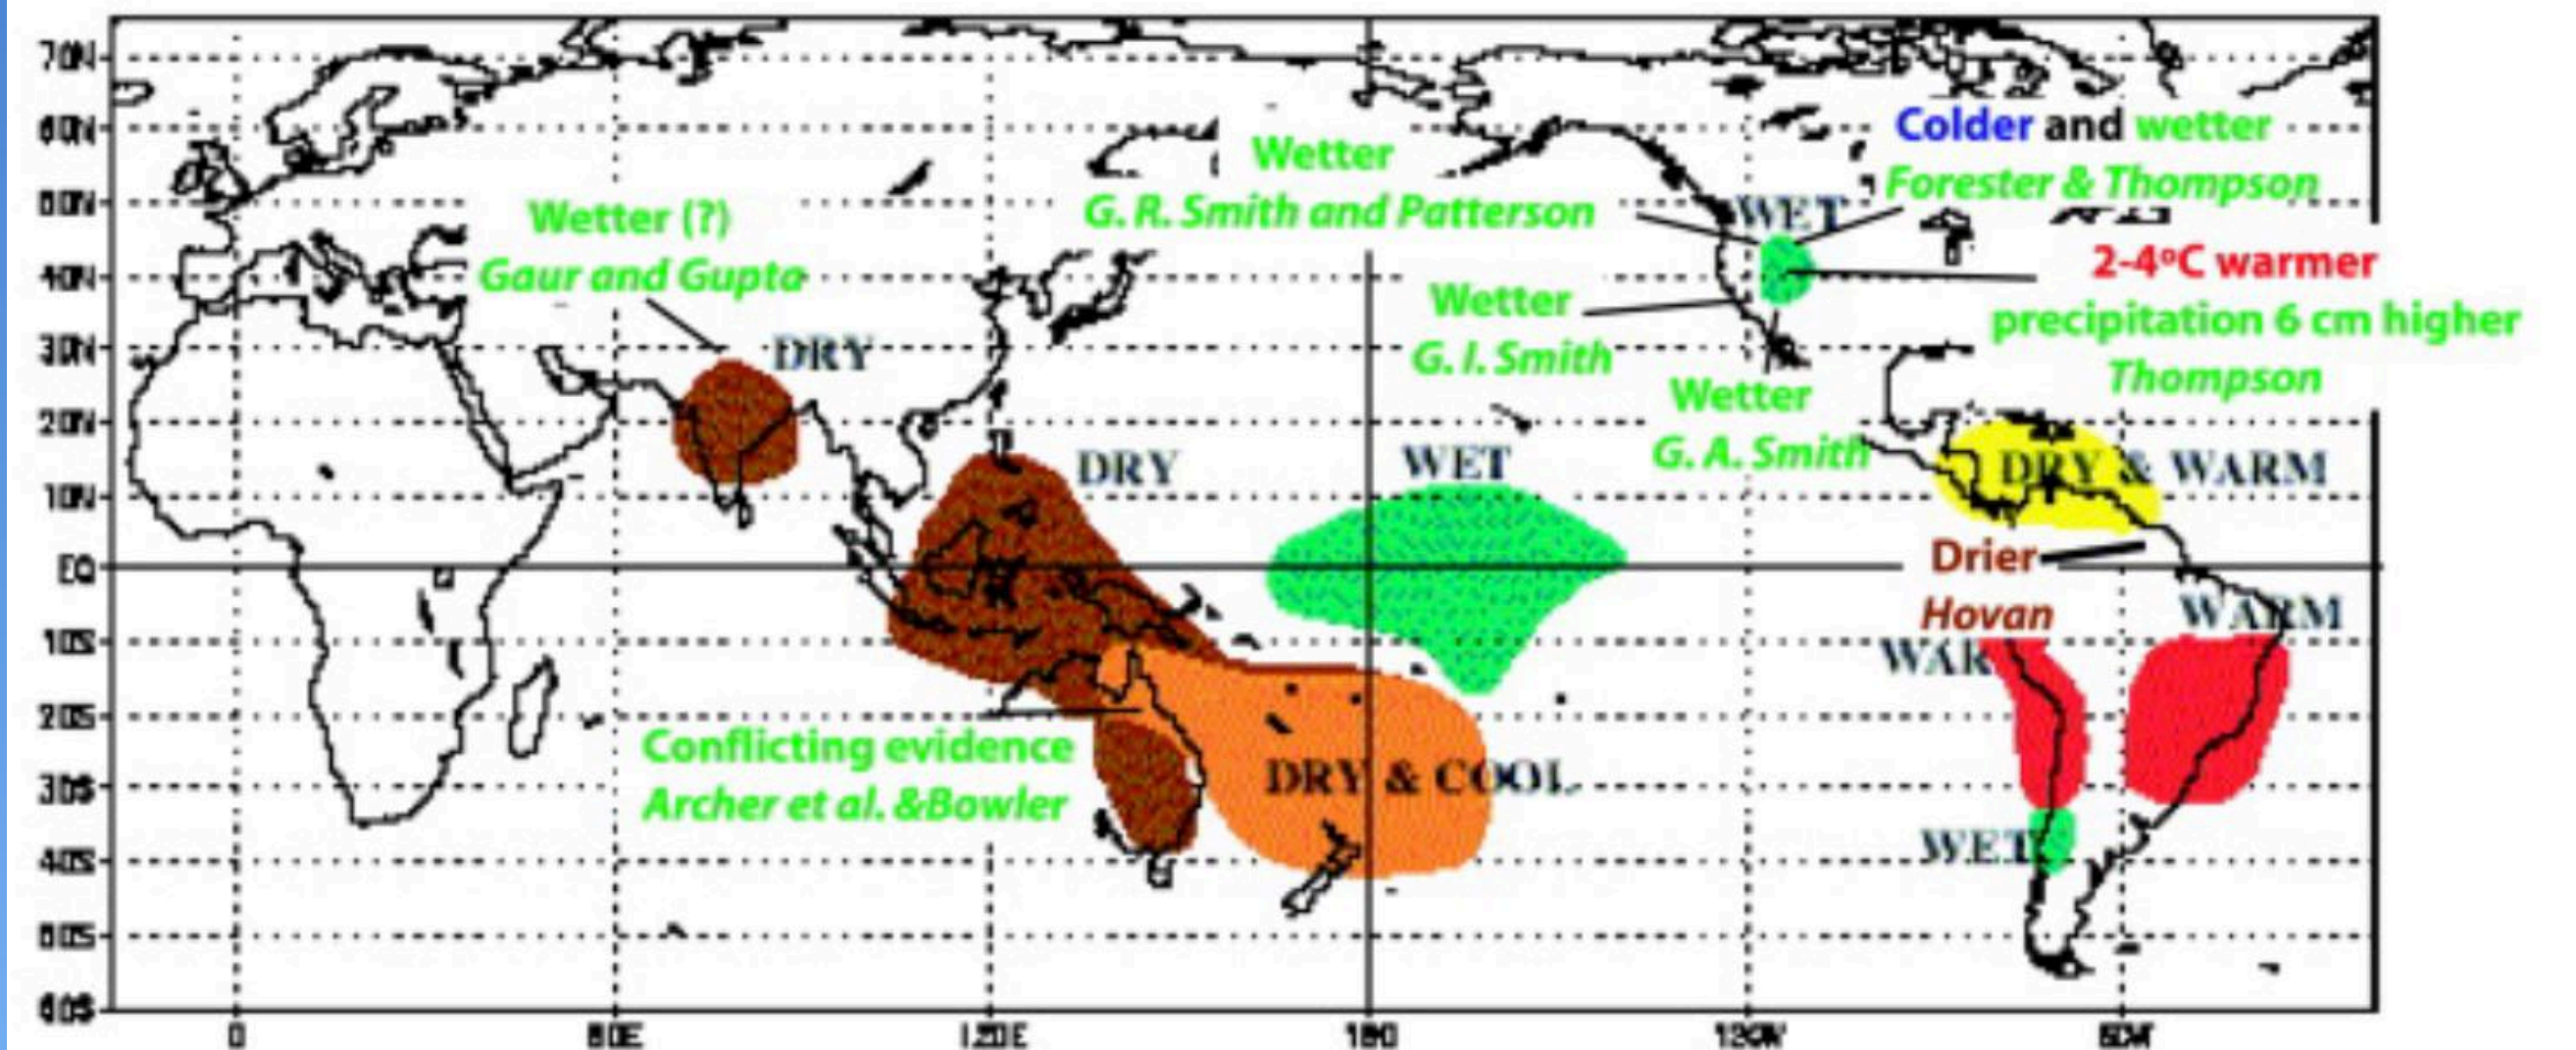 70N
60N
50N
40N
30N
20N
10N
EQ
10S
20S
30S
40S
50S
60S
0
60E
120E
180
120W
60W
Wetter (?)
Gaur and Gupta
DRY
Wetter
G. R. Smith and Patterson
WET
Colder and wetter
Forester & Thompson
2-4ºC warmer
precipitation 6 cm higher
Thompson
Wetter
G. I. Smith
Wetter
G. A. Smith
DRY
WET
DRY & WARM
Drier
Hovan
WARM
WAR
Conflicting evidence
Archer et al. &Bowler
DRY & COOL
WET